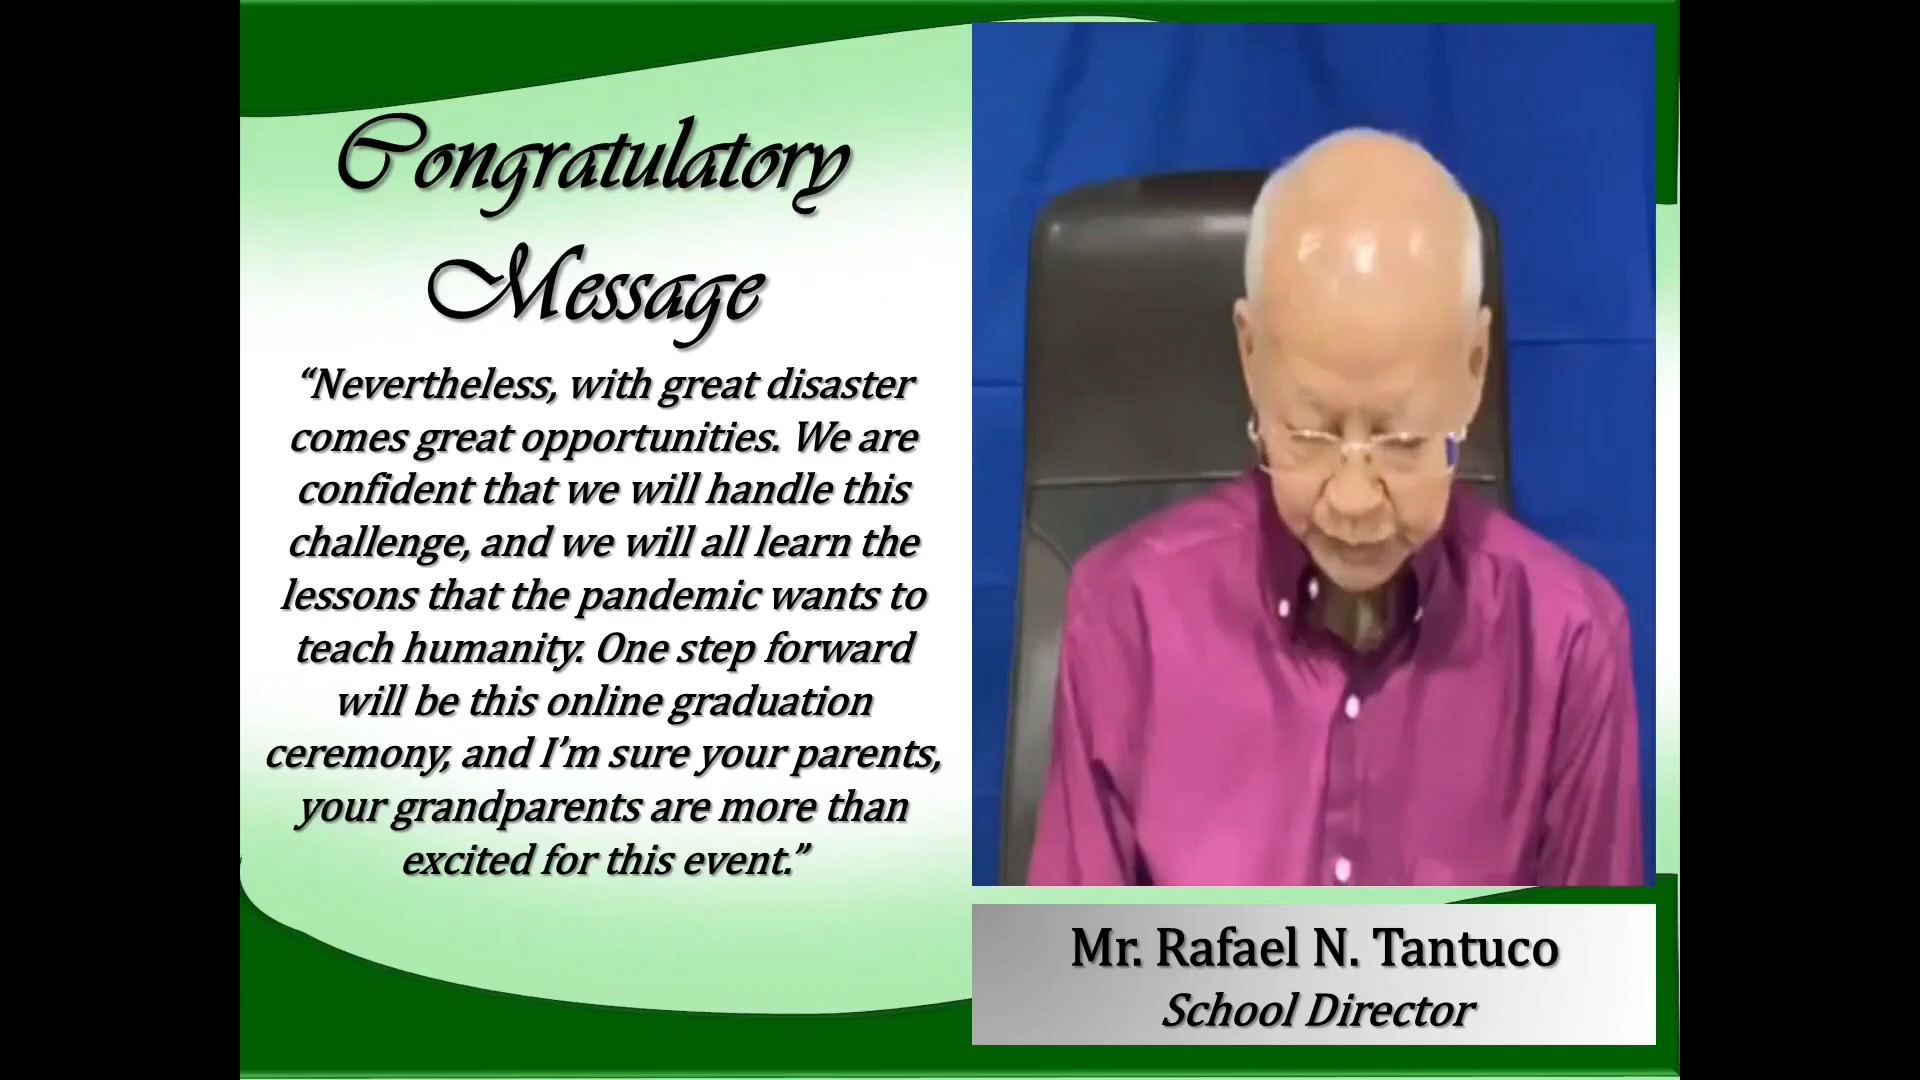 Congratulatory
Message
“Nevertheless, with great disaster
comes great opportunities. We are
confident that we will handle this
challenge, and we will all learn the
lessons that the pandemic wants to
teach humanity. One step forward
will be this online graduation
ceremony, and I’m sure your parents,
your grandparents are more than
excited for this event.”
Mr. Rafael N. Tantuco
School Director